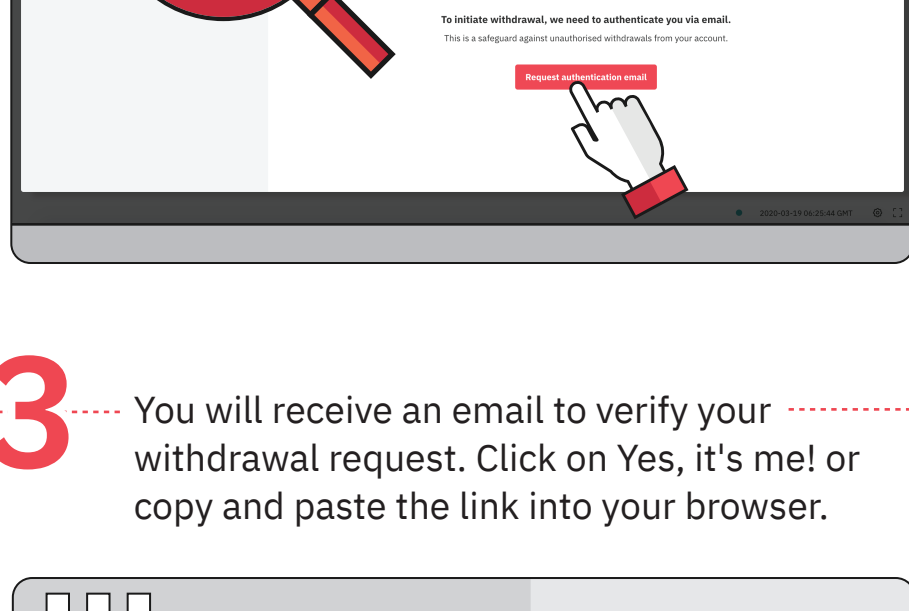 To initiate withdrawal, we need to authenticate you via email.
This is a safeguard against unauthorised withdrawals from your account.
Request authentication email
2020-03-19 06:25:44 GMT
3
You will receive an email to verify your
withdrawal request. Click on Yes, it's me! or
copy and paste the link into your browser.